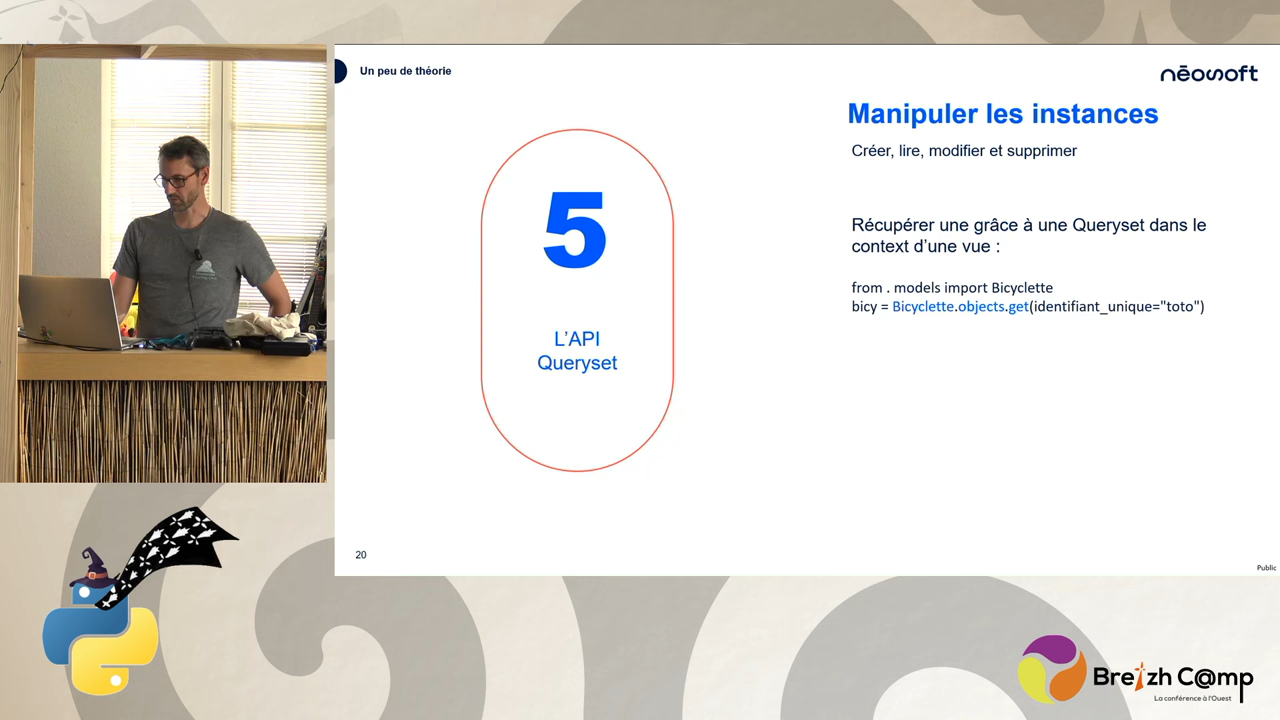 Un peu de théorie
néosoft
Manipuler les instances
Créer, lire, modifier et supprimer
5
L'API
Queryset
Récupérer une grâce à une Queryset dans le
context d'une vue :
from . models import Bicyclette
bicy = Bicyclette.objects.get(identifiant_unique="toto")
20
Public
Breizh C@mp
La conférence à l'Ouest